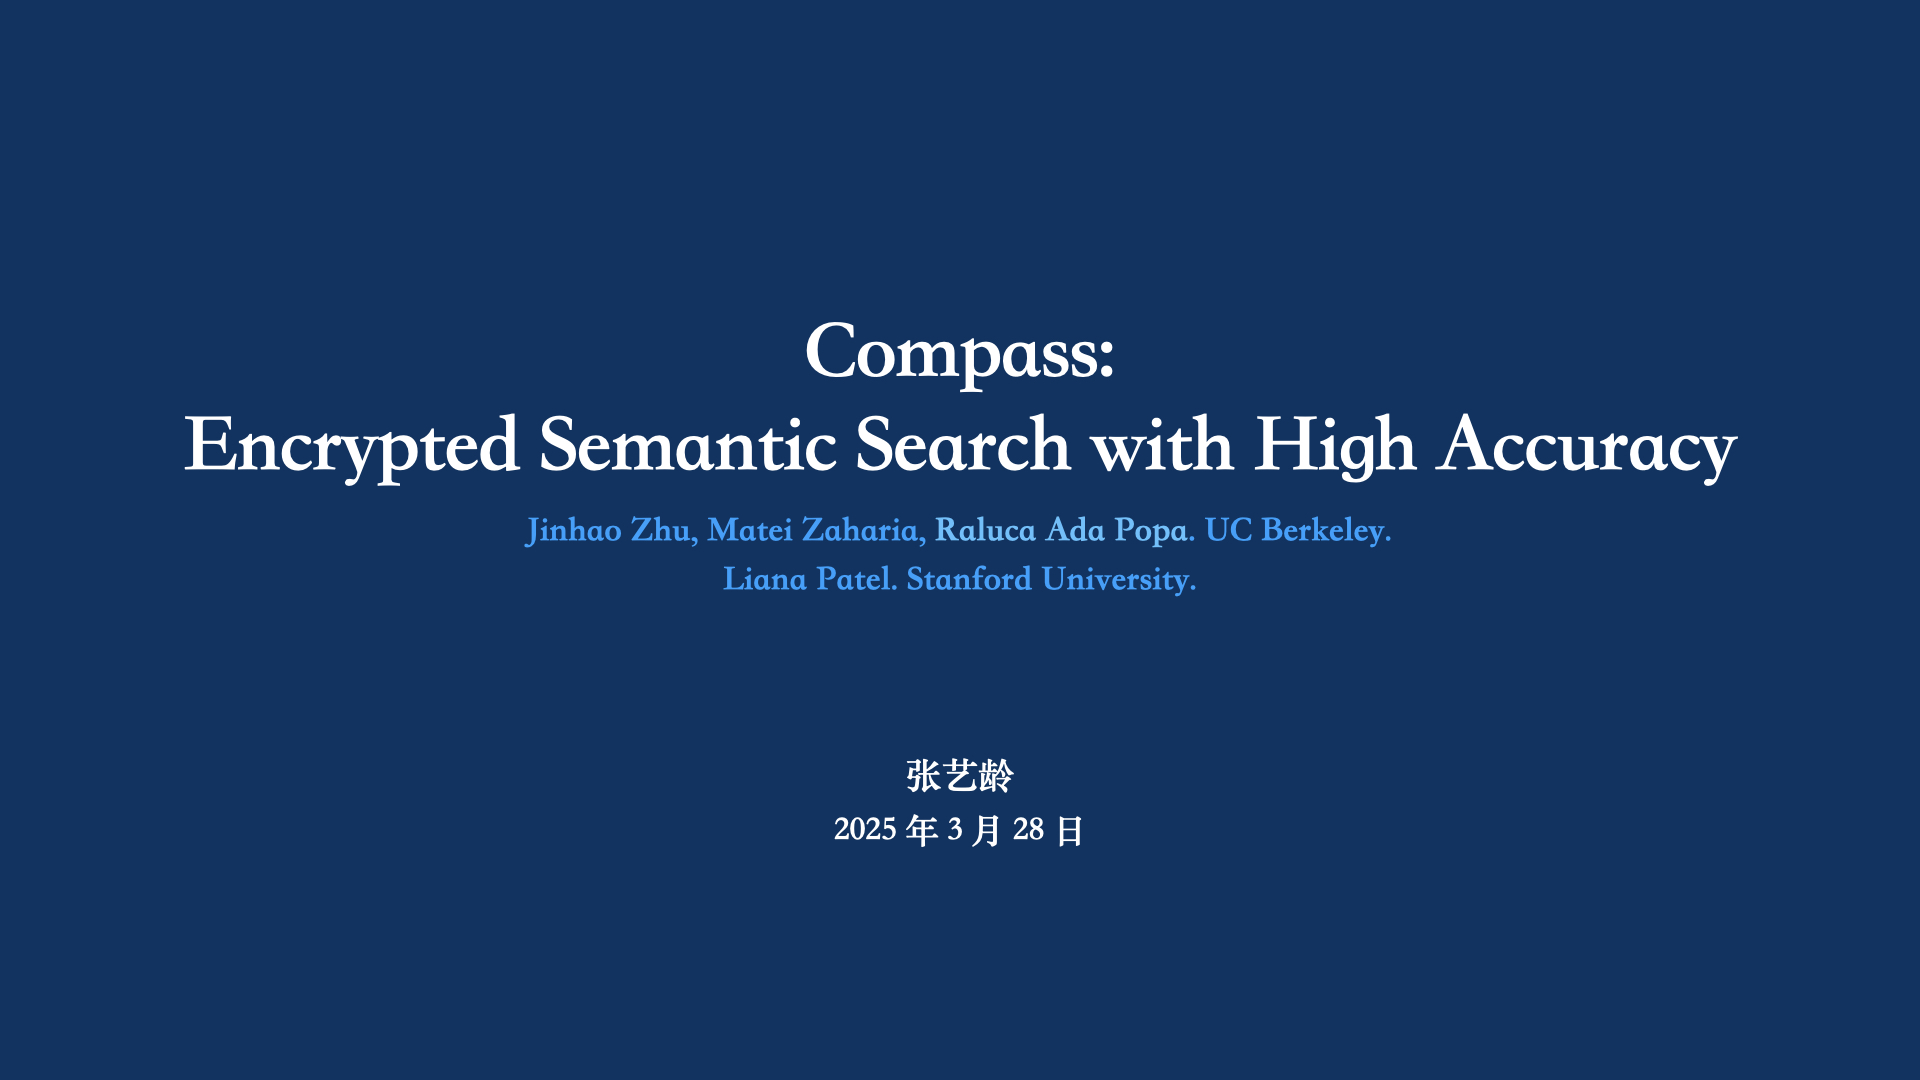 Compass:
Encrypted Semantic Search with High Accuracy
Jinhao Zhu, Matei Zaharia, Raluca Ada Popa. UC Berkeley.
Liana Patel. Stanford University.
张艺龄
2025 年 3 月 28 日